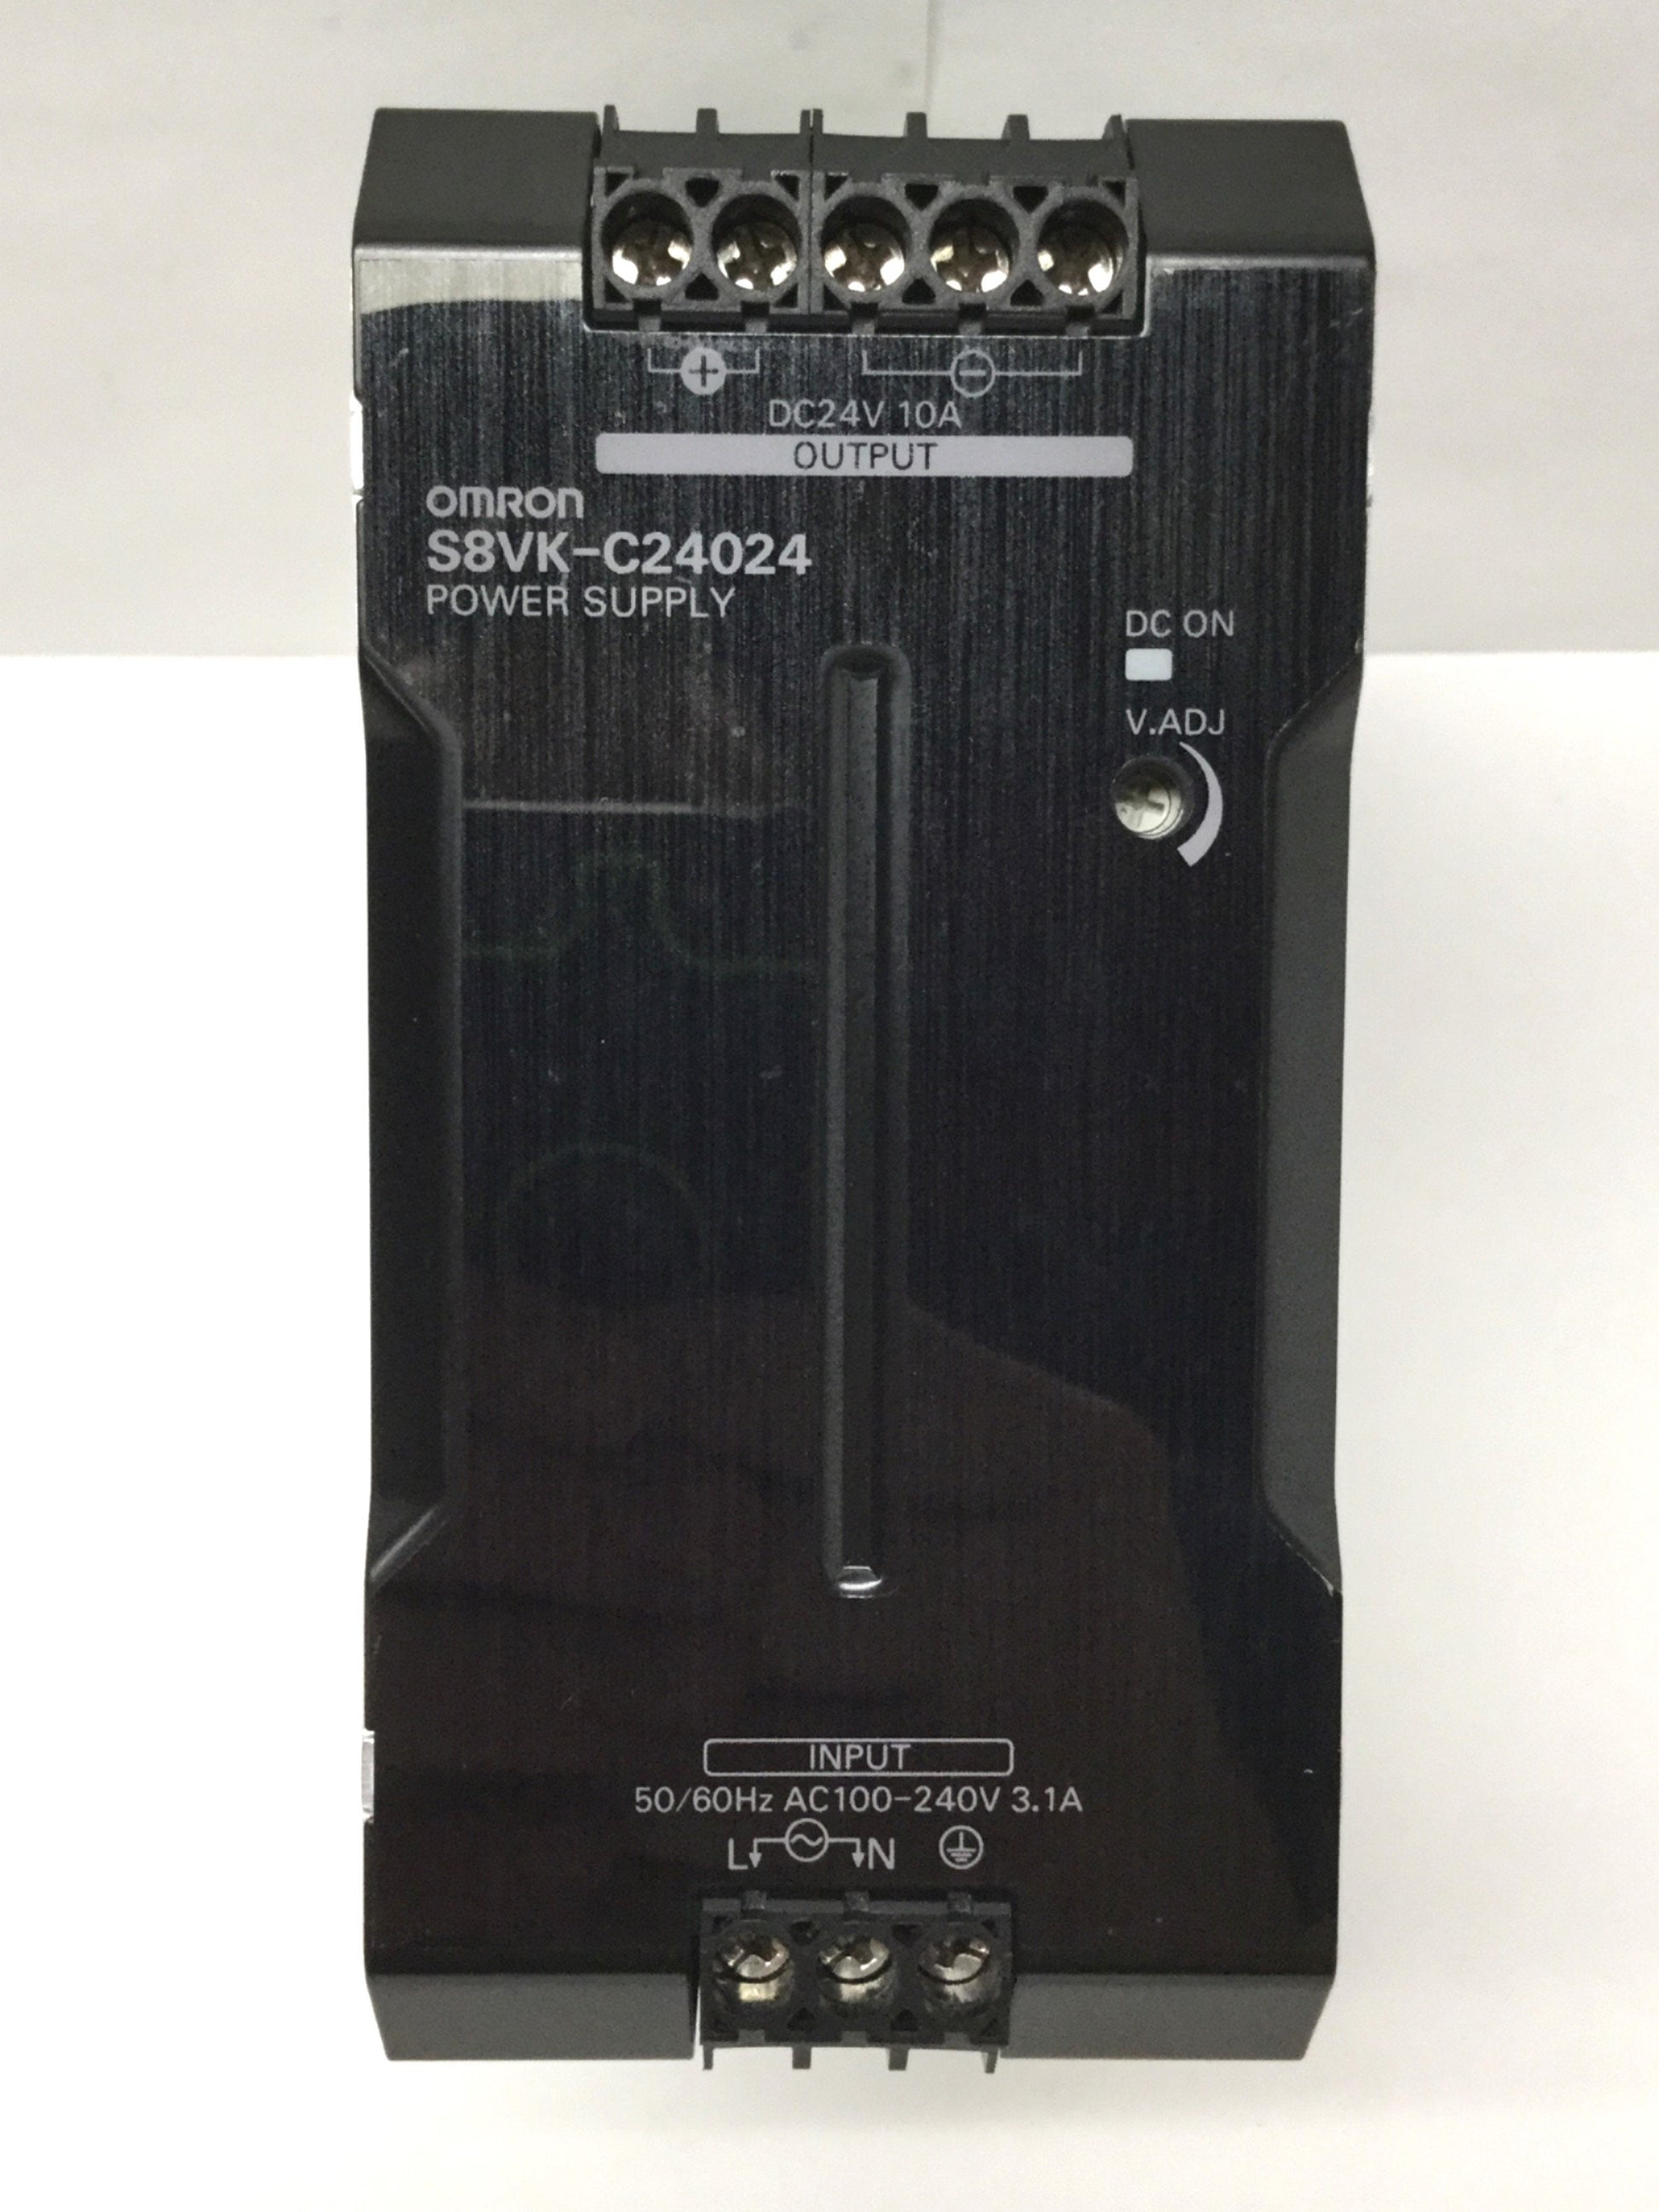 + −
DC24V 10A
OUTPUT
omron
S8VK-C24024
POWER SUPPLY
DC ON
V.ADJ
INPUT
50/60Hz AC100-240V 3.1A
L N